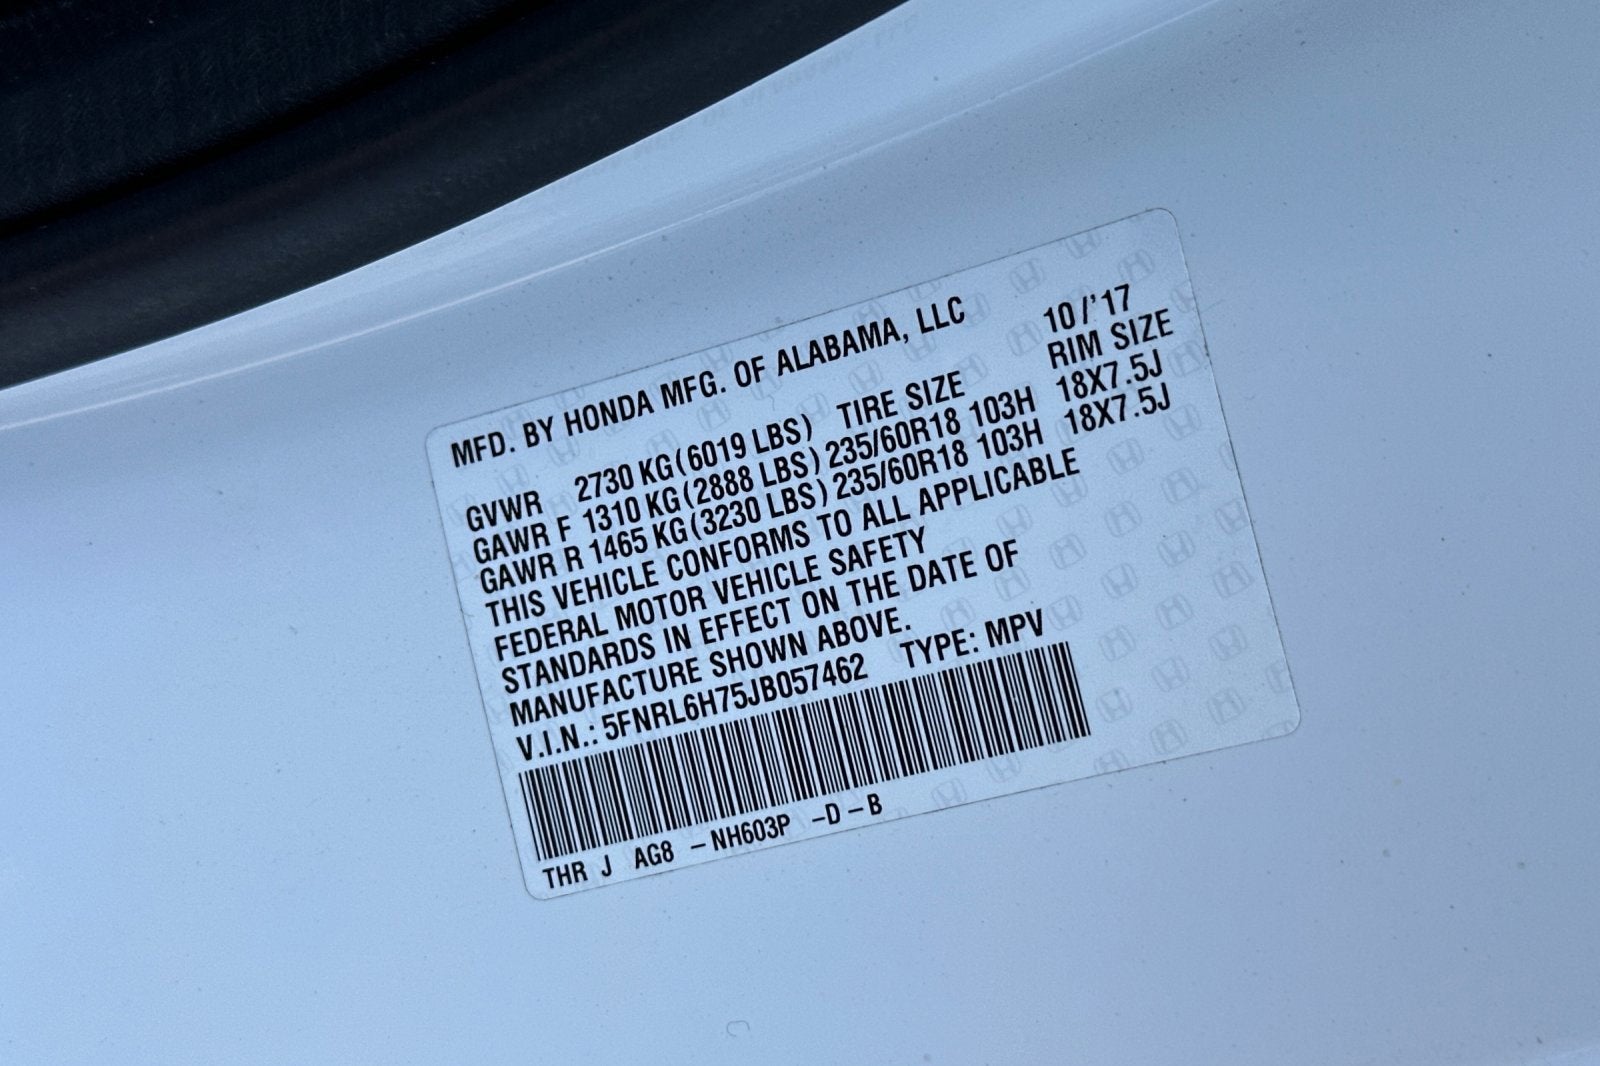 MFD. BY HONDA MFG. OF ALABAMA, LLC 10/'17
GVWR 2730 KG(6019 LBS) TIRE SIZE RIM SIZE
GAWR F 1310 KG(2888 LBS) 235/60R18 103H 18X7.5J
GAWR R 1465 KG(3230 LBS) 235/60R18 103H 18X7.5J
THIS VEHICLE CONFORMS TO ALL APPLICABLE
FEDERAL MOTOR VEHICLE SAFETY
STANDARDS IN EFFECT ON THE DATE OF
MANUFACTURE SHOWN ABOVE.
V.I.N.: 5FNRL6H75JB057462 TYPE: MPV
THR J AG8 -NH603P -D-B